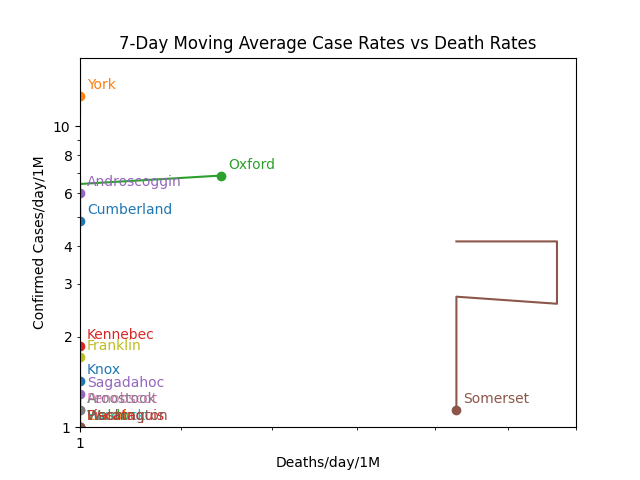 7-Day Moving Average Case Rates vs Death Rates
York
10
Oxford
8
Androscoggin
6
Cumberland
Confirmed Cases/day/1M
4
3
Kennebec
2
Franklin
Knox
Sagadahoc
Somerset
Aroostook
Washington
1
1
Deaths/day/1M